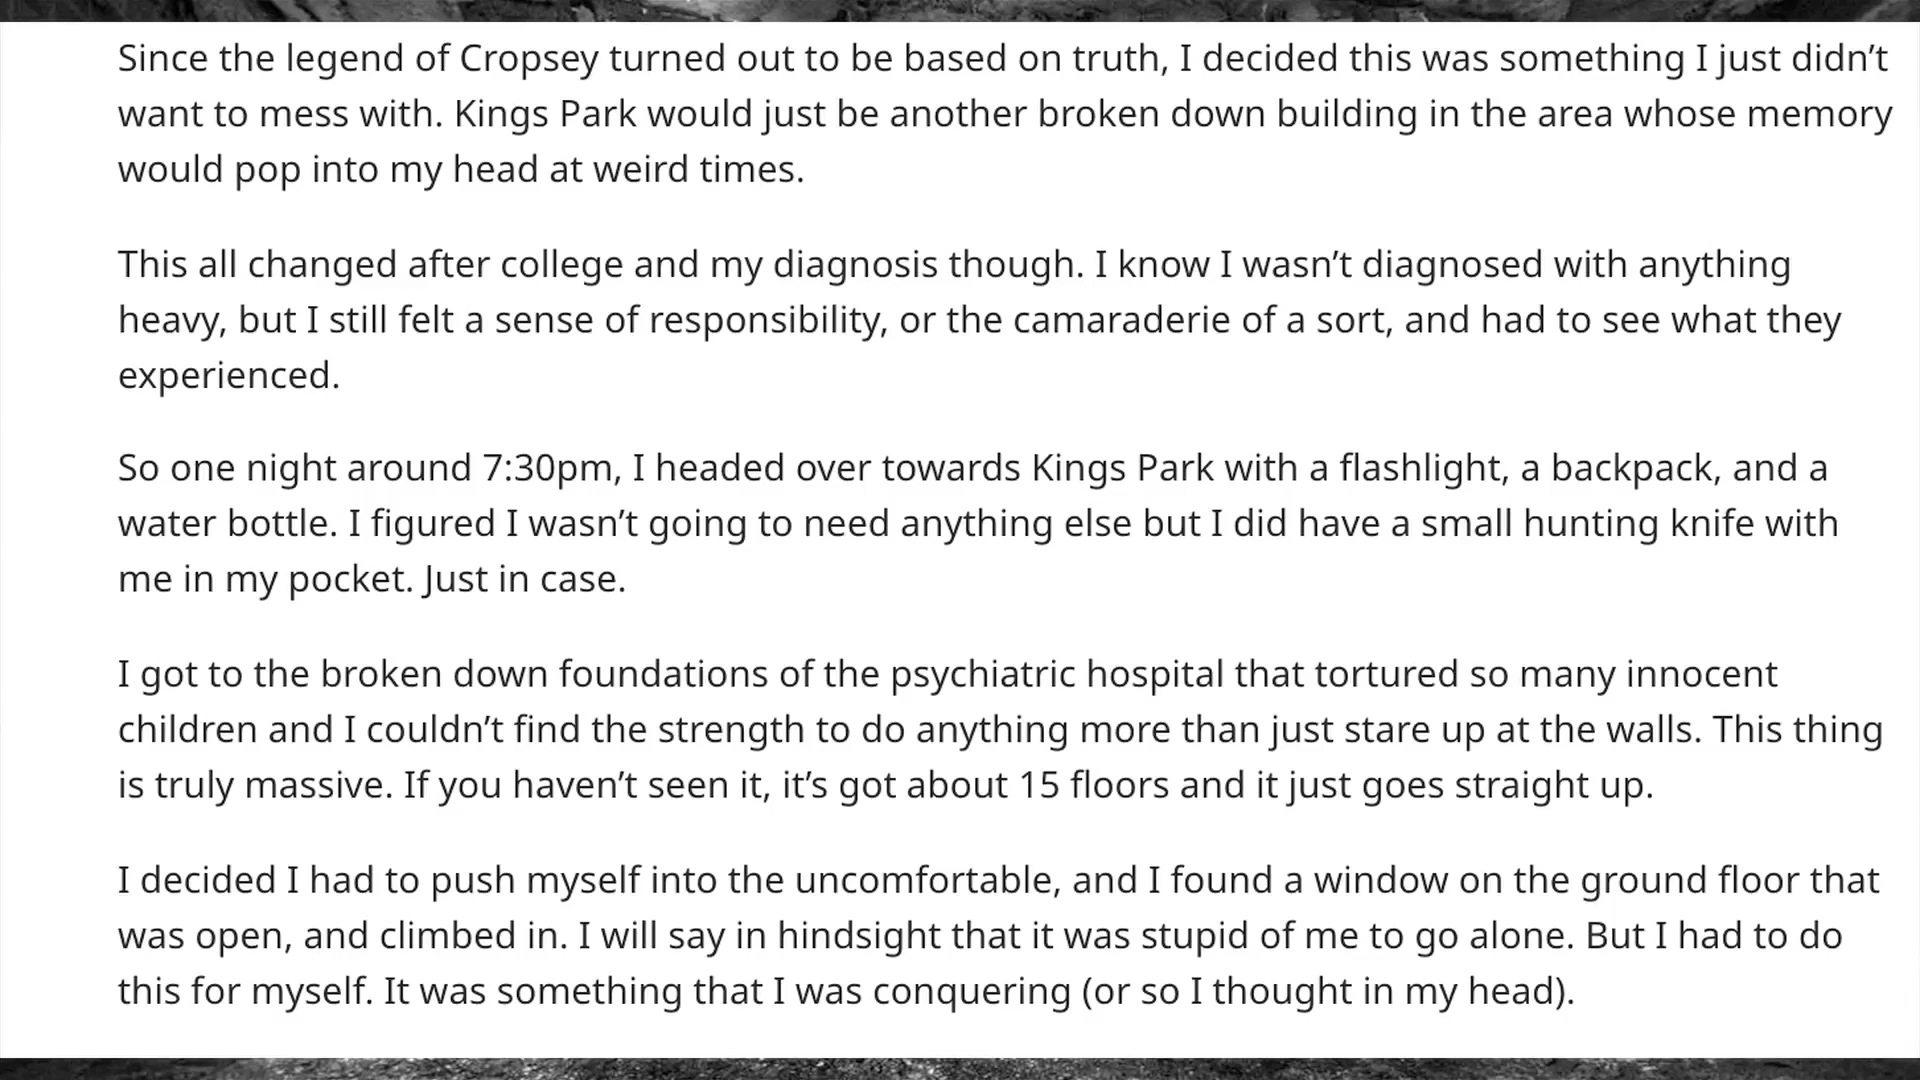 Since the legend of Cropsey turned out to be based on truth, I decided this was something I just didn’t
want to mess with. Kings Park would just be another broken down building in the area whose memory
would pop into my head at weird times.
This all changed after college and my diagnosis though. I know I wasn’t diagnosed with anything
heavy, but I still felt a sense of responsibility, or the camaraderie of a sort, and had to see what they
experienced.
So one night around 7:30pm, I headed over towards Kings Park with a flashlight, a backpack, and a
water bottle. I figured I wasn’t going to need anything else but I did have a small hunting knife with
me in my pocket. Just in case.
I got to the broken down foundations of the psychiatric hospital that tortured so many innocent
children and I couldn’t find the strength to do anything more than just stare up at the walls. This thing
is truly massive. If you haven’t seen it, it’s got about 15 floors and it just goes straight up.
I decided I had to push myself into the uncomfortable, and I found a window on the ground floor that
was open, and climbed in. I will say in hindsight that it was stupid of me to go alone. But I had to do
this for myself. It was something that I was conquering (or so I thought in my head).